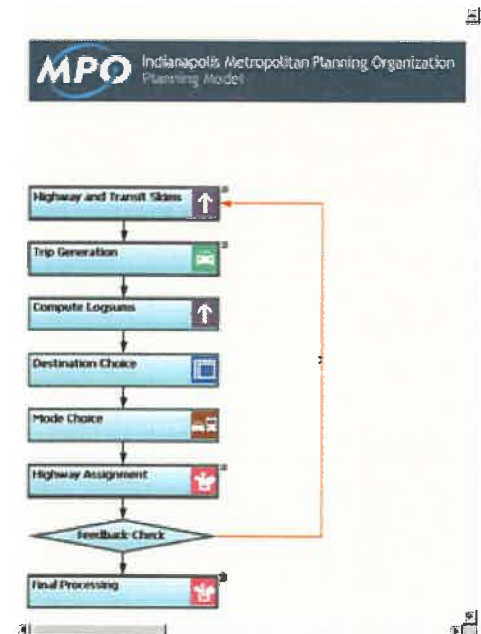 MPO
Indianapolis Metropolitan Planning Organization
Planning Model
Highway and Transit Skims
Trip Generation
Compute Logsums
Destination Choice
Mode Choice
Highway Assignment
Feedback Check
Final Processing